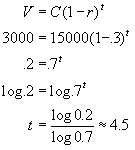 V = C(1 − r)^t
3000 = 15000(1−.3)^t
.2 = .7^t
log.2 = log.7^t
t = log 0.2 / log 0.7 ≈ 4.5